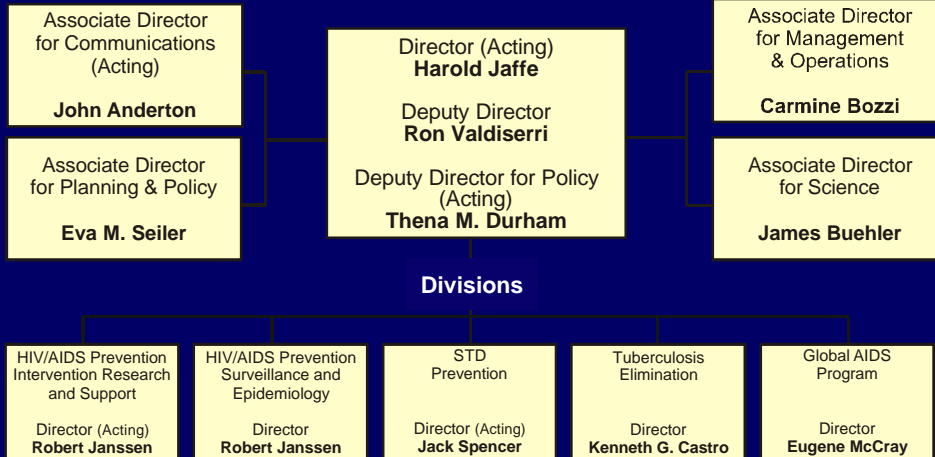 Associate Director
for Communications
(Acting)
John Anderton
Associate Director
for Planning & Policy
Eva M. Seiler
Director (Acting)
Harold Jaffe
Deputy Director
Ron Valdiserri
Deputy Director for Policy
(Acting)
Thena M. Durham
Associate Director
for Management
& Operations
Carmine Bozzi
Associate Director
for Science
James Buehler
Divisions
HIV/AIDS Prevention
Intervention Research
and Support
Director (Acting)
Robert Janssen
HIV/AIDS Prevention
Surveillance and
Epidemiology
Director
Robert Janssen
STD
Prevention
Director (Acting)
Jack Spencer
Tuberculosis
Elimination
Director
Kenneth G. Castro
Global AIDS
Program
Director
Eugene McCray